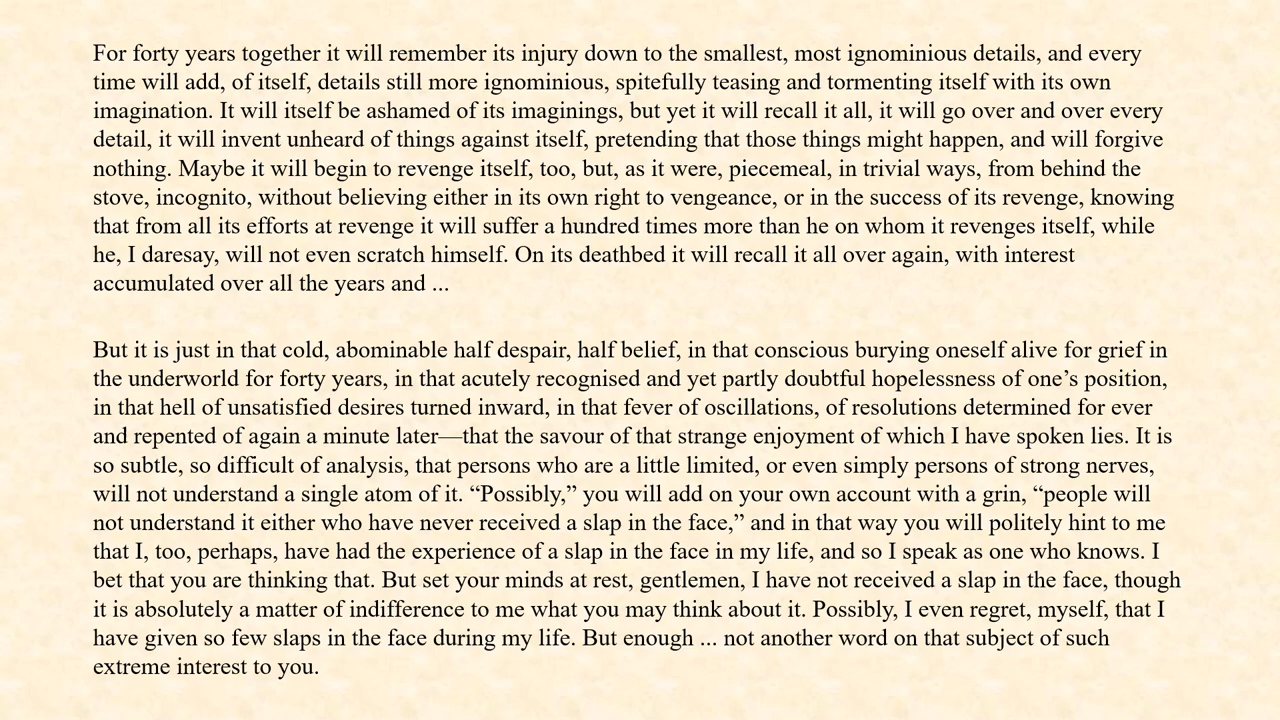 For forty years together it will remember its injury down to the smallest, most ignominious details, and every
time will add, of itself, details still more ignominious, spitefully teasing and tormenting itself with its own
imagination. It will itself be ashamed of its imaginings, but yet it will recall it all, it will go over and over every
detail, it will invent unheard of things against itself, pretending that those things might happen, and will forgive
nothing. Maybe it will begin to revenge itself, too, but, as it were, piecemeal, in trivial ways, from behind the
stove, incognito, without believing either in its own right to vengeance, or in the success of its revenge, knowing
that from all its efforts at revenge it will suffer a hundred times more than he on whom it revenges itself, while
he, I daresay, will not even scratch himself. On its deathbed it will recall it all over again, with interest
accumulated over all the years and ...
But it is just in that cold, abominable half despair, half belief, in that conscious burying oneself alive for grief in
the underworld for forty years, in that acutely recognised and yet partly doubtful hopelessness of one’s position,
in that hell of unsatisfied desires turned inward, in that fever of oscillations, of resolutions determined for ever
and repented of again a minute later—that the savour of that strange enjoyment of which I have spoken lies. It is
so subtle, so difficult of analysis, that persons who are a little limited, or even simply persons of strong nerves,
will not understand a single atom of it. “Possibly,” you will add on your own account with a grin, “people will
not understand it either who have never received a slap in the face,” and in that way you will politely hint to me
that I, too, perhaps, have had the experience of a slap in the face in my life, and so I speak as one who knows. I
bet that you are thinking that. But set your minds at rest, gentlemen, I have not received a slap in the face, though
it is absolutely a matter of indifference to me what you may think about it. Possibly, I even regret, myself, that I
have given so few slaps in the face during my life. But enough ... not another word on that subject of such
extreme interest to you.